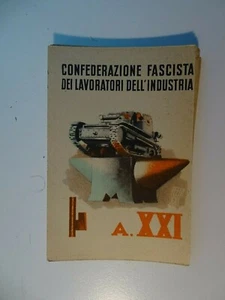 CONFEDERAZIONE FASCISTA
DEI LAVORATORI DELL'INDUSTRIA
A. XXI